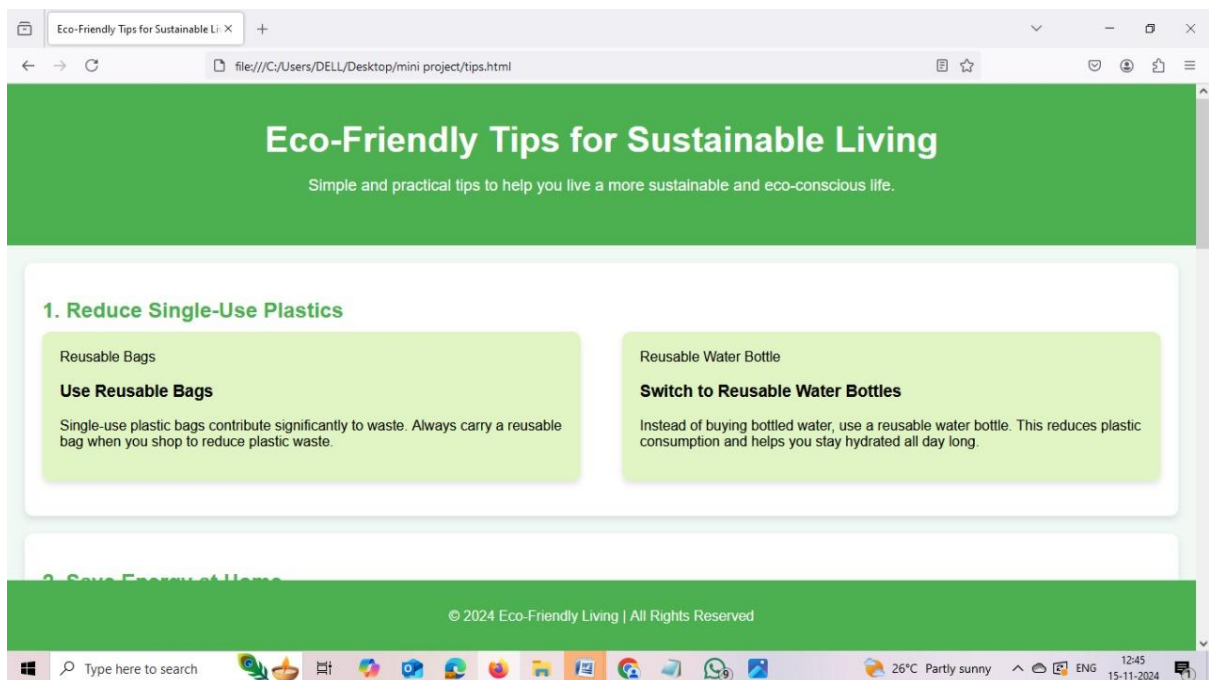 Eco-Friendly Tips for Sustainable Li
file:///C:/Users/DELL/Desktop/mini project/tips.html
Eco-Friendly Tips for Sustainable Living
Simple and practical tips to help you live a more sustainable and eco-conscious life.
1. Reduce Single-Use Plastics
Reusable Bags
Use Reusable Bags
Single-use plastic bags contribute significantly to waste. Always carry a reusable
bag when you shop to reduce plastic waste.
Reusable Water Bottle
Switch to Reusable Water Bottles
Instead of buying bottled water, use a reusable water bottle. This reduces plastic
consumption and helps you stay hydrated all day long.
2. Save Energy at Home
© 2024 Eco-Friendly Living | All Rights Reserved
Type here to search
26°C Partly sunny
ENG
12:45
15-11-2024